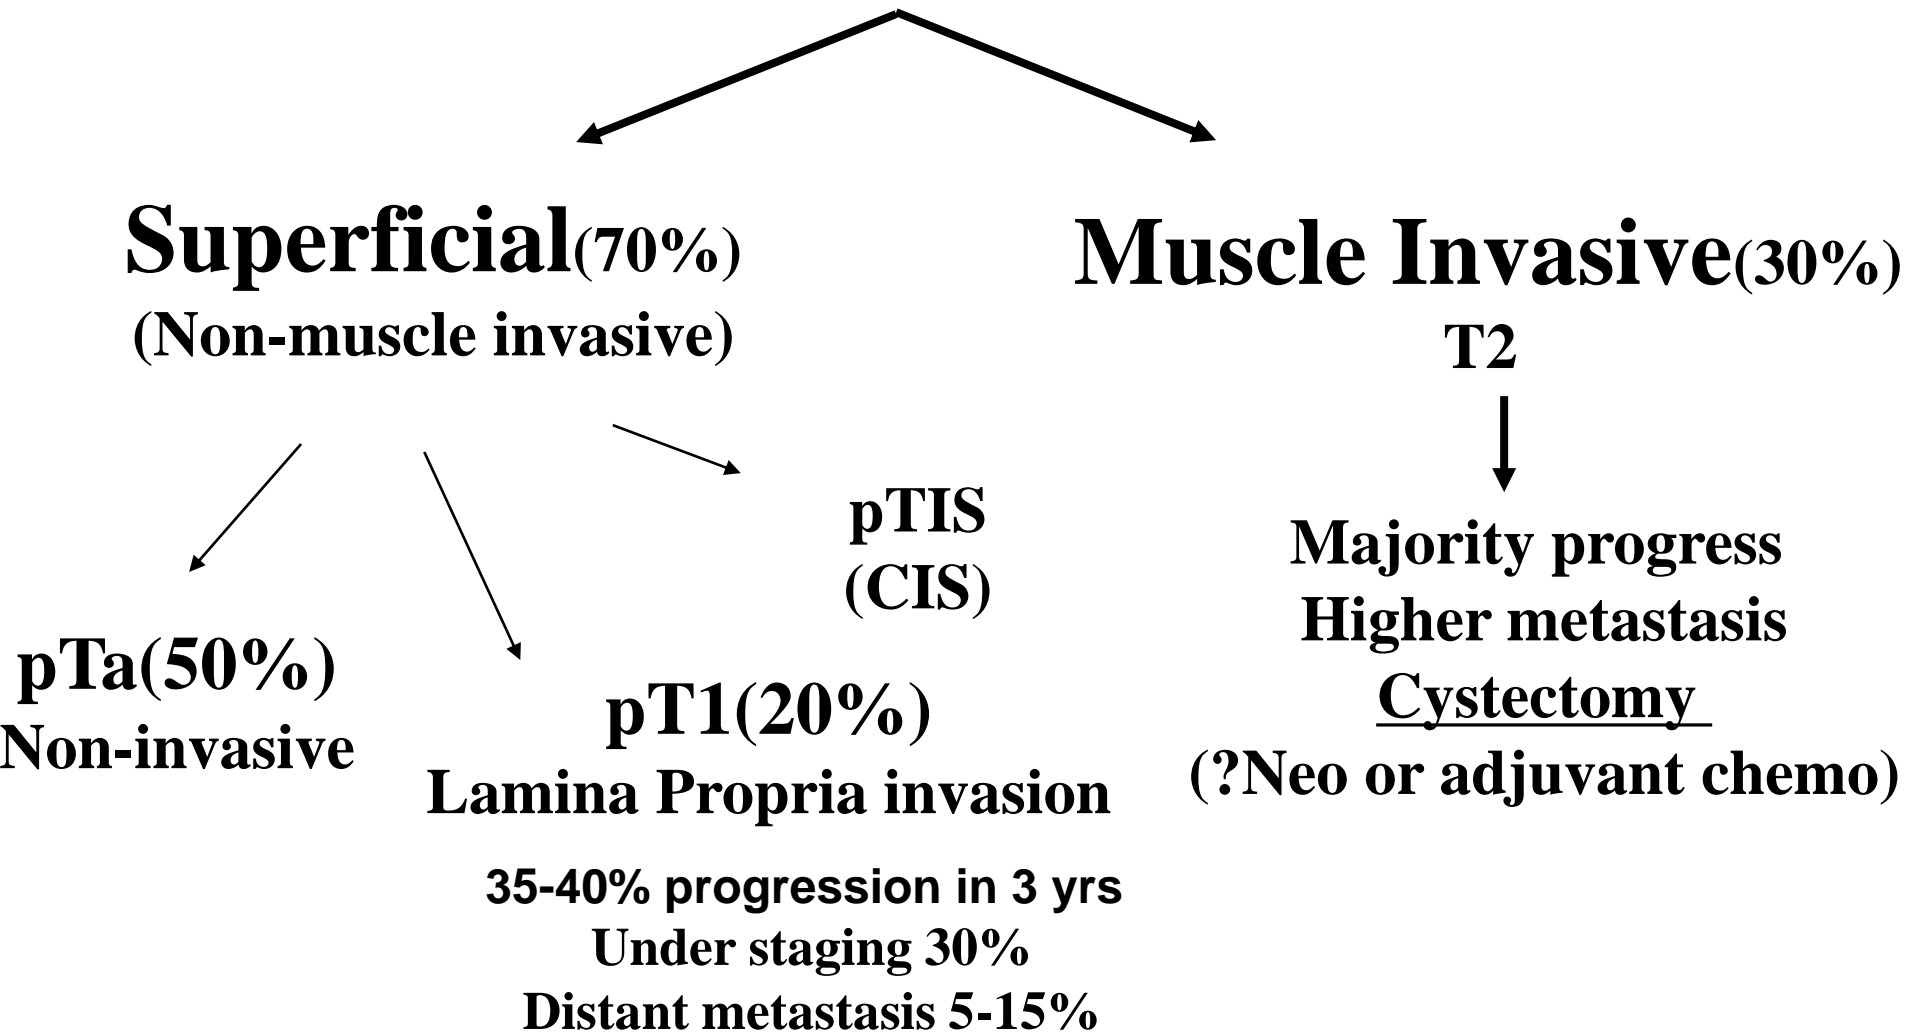 Superficial(70%)
(Non-muscle invasive)
pTa(50%)
Non-invasive
pT1(20%)
Lamina Propria invasion
35-40% progression in 3 yrs
Under staging 30%
Distant metastasis 5-15%
pTIS
(CIS)
Muscle Invasive(30%)
T2
Majority progress
Higher metastasis
Cystectomy
(?Neo or adjuvant chemo)